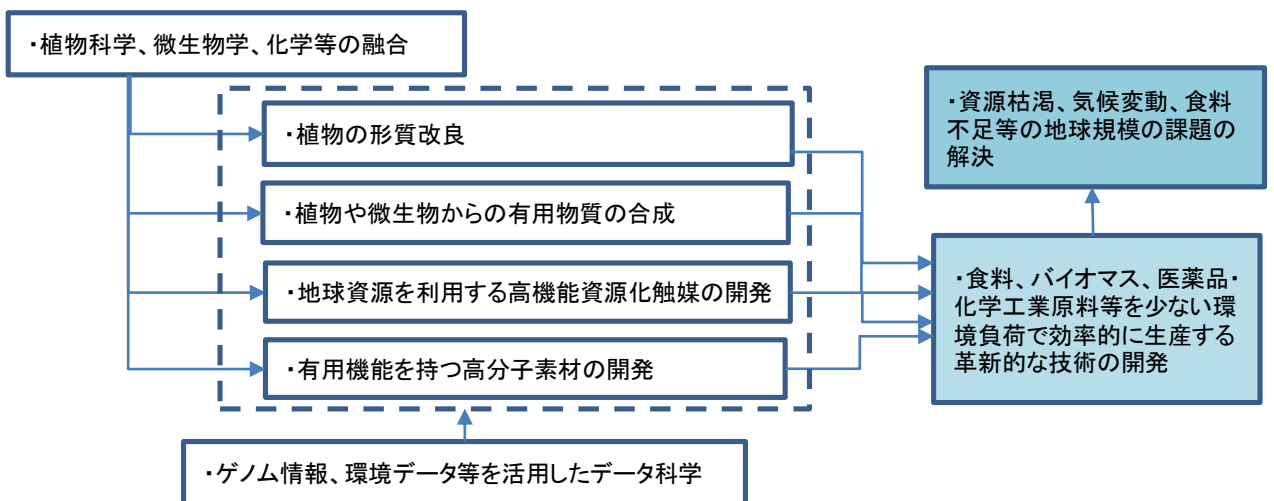 ・植物科学、微生物学、化学等の融合
・植物の形質改良
・植物や微生物からの有用物質の合成
・地球資源を利用する高機能資源化触媒の開発
・有用機能を持つ高分子素材の開発
・ゲノム情報、環境データ等を活用したデータ科学
・資源枯渇、気候変動、食料
不足等の地球規模の課題の
解決
・食料、バイオマス、医薬品・
化学工業原料等を少ない環
境負荷で効率的に生産する
革新的な技術の開発